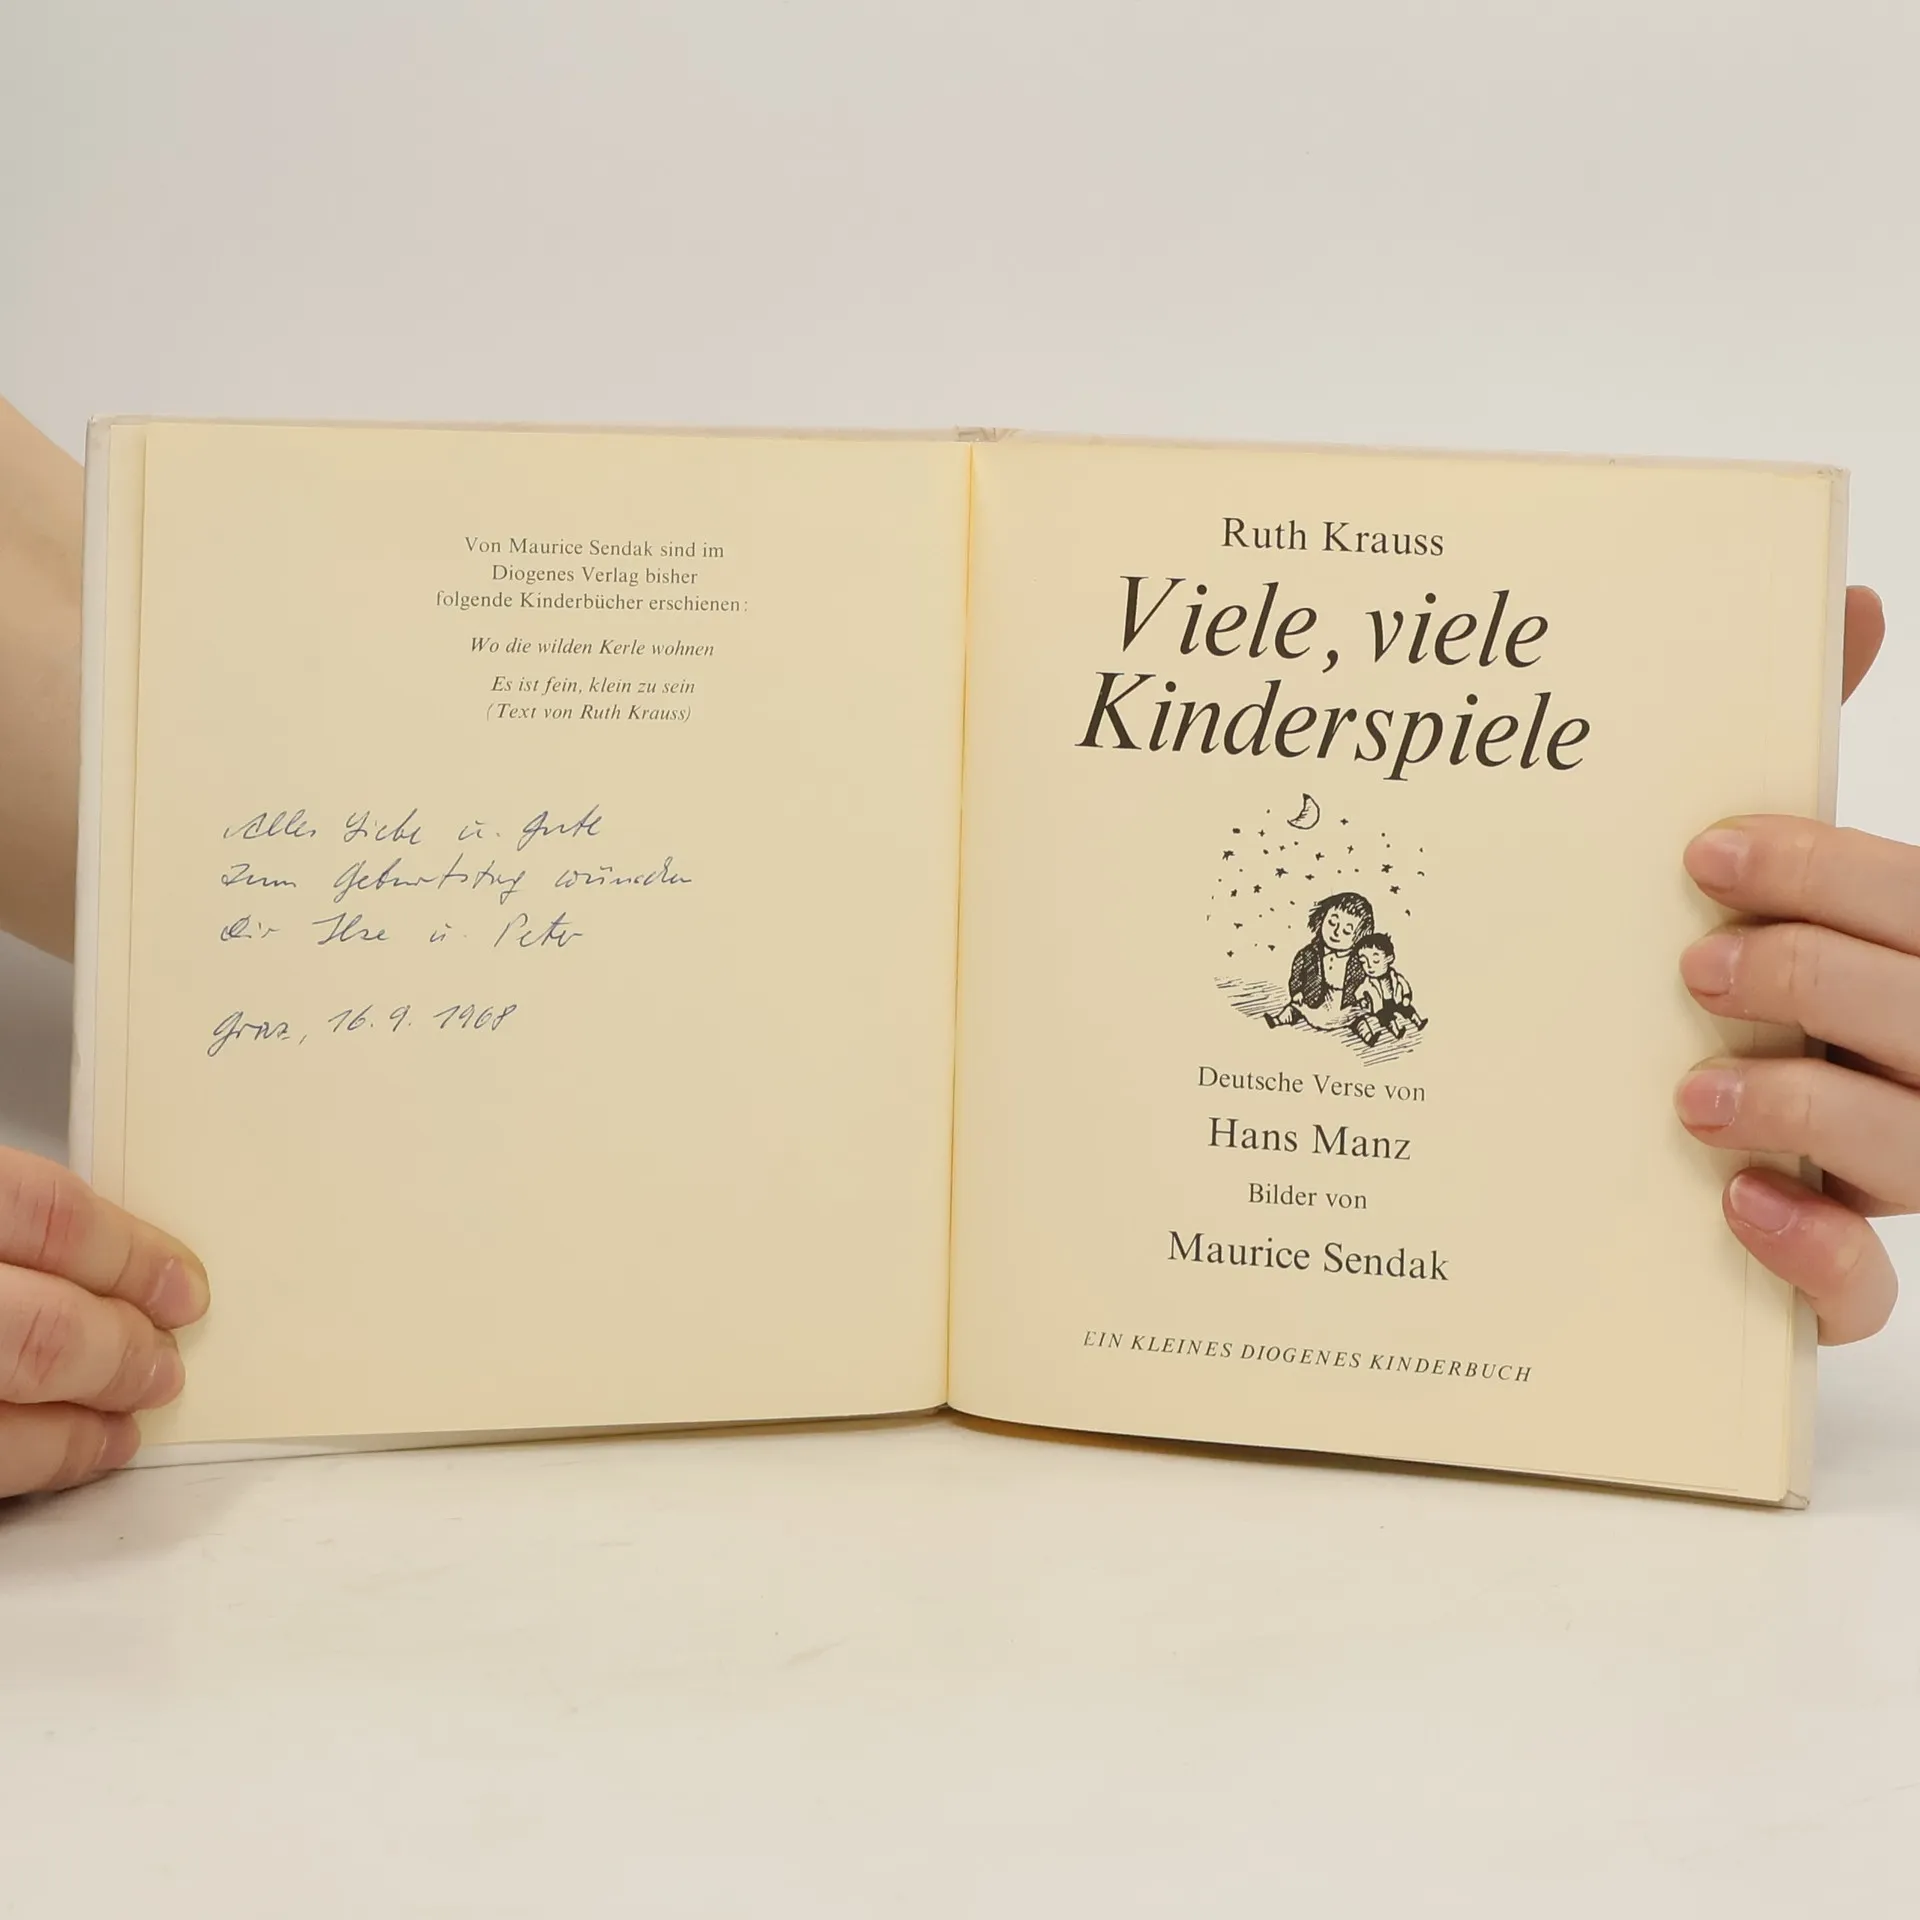 Von Maurice Sendak sind im
Diogenes Verlag bisher
folgende Kinderbücher erschienen:
Wo die wilden Kerle wohnen
Es ist fein, klein zu sein
(Text von Ruth Krauss)
Alles Liebe u. Gute
zum Geburtstag wünschen
Dir Ilse u. Peter
Graz, 16. 9. 1968
Ruth Krauss
Viele, viele
Kinderspiele
Deutsche Verse von
Hans Manz
Bilder von
Maurice Sendak
EIN KLEINES DIOGENES KINDERBUCH